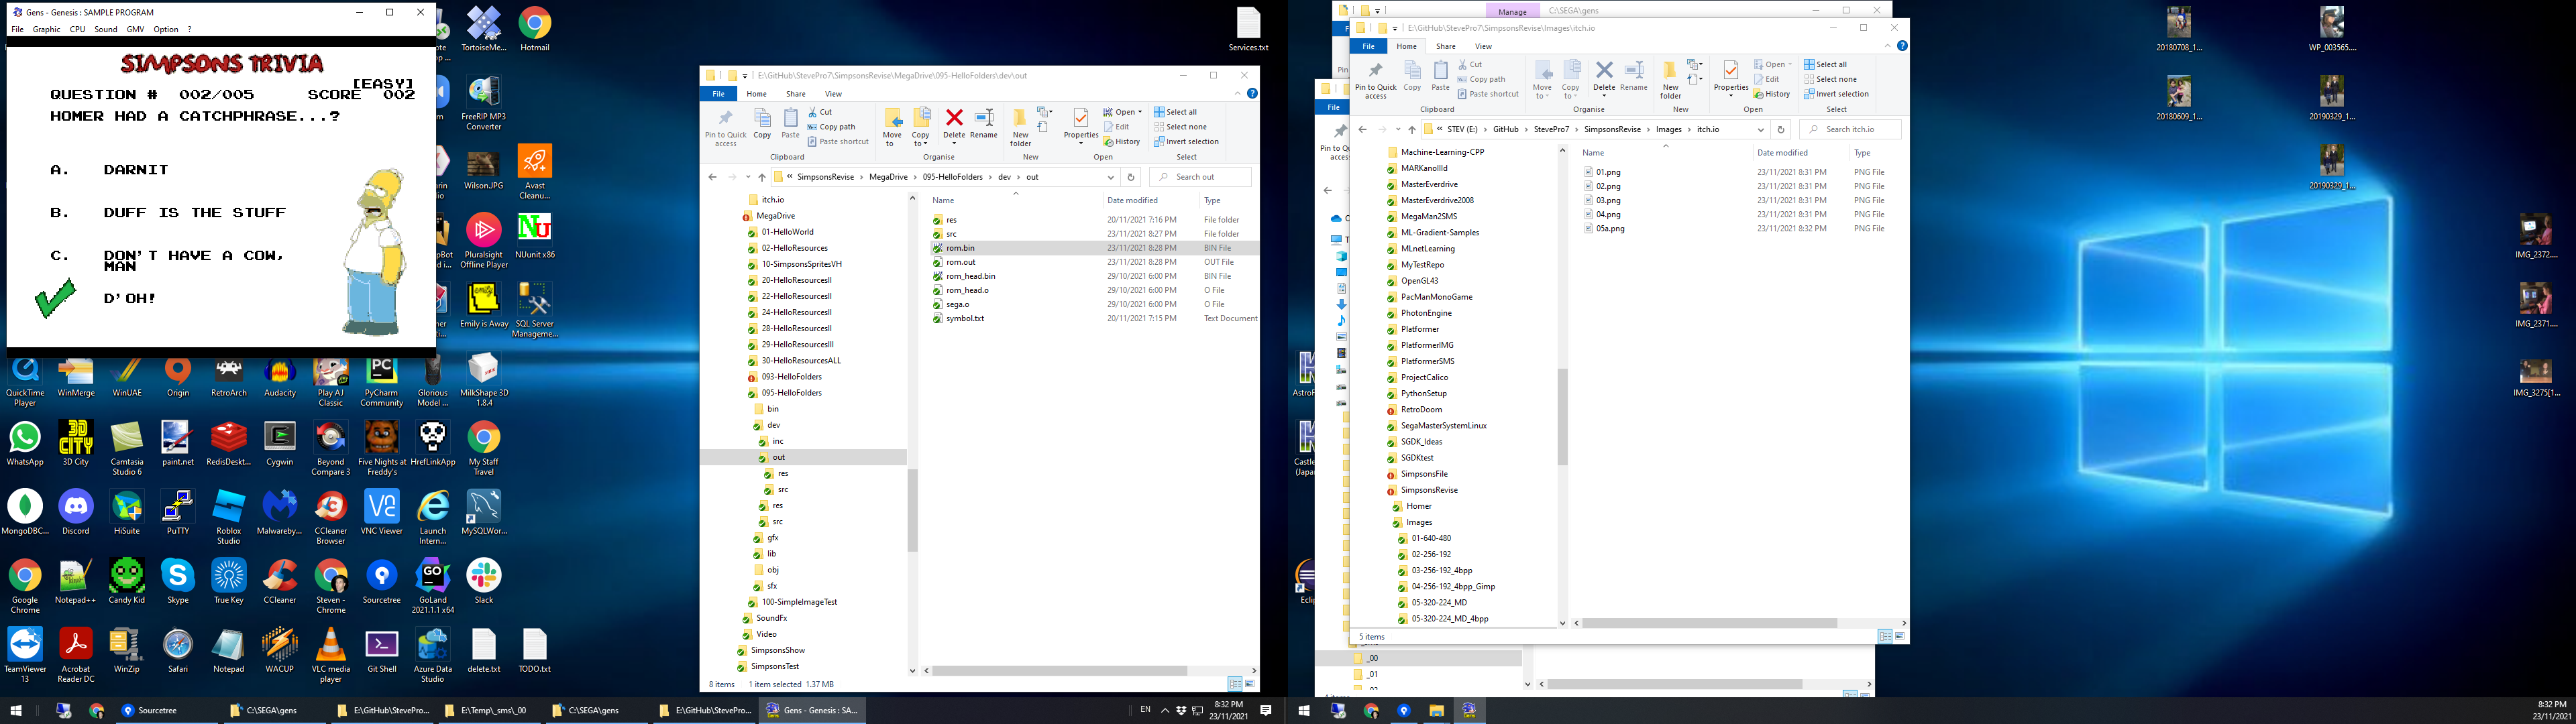 Gens - Genesis : SAMPLE PROGRAM
File Graphic CPU Sound GMV Option ?
SIMPSONS TRIVIA
[EASY]
QUESTION # 002/005 SCORE 002
HOMER HAD A CATCHPHRASE...?
A. DARNIT
B. DUFF IS THE STUFF
C. DON'T HAVE A COW,
MAN
D'OH!
TortoiseMe...
Hotmail
FreeRIP MP3
Converter
WilsonJPG
Avast
Cleanu...
Pluralsight
Offline Player
NUunit x86
Emily is Away
SQL Server
Manageme...
QuickTime
Player
WinMerge
WinUAE
Origin
RetroArch
Audacity
Play AJ
Classic
PyCharm
Community
Glorious
Model ...
MilkShape 3D
1.8.4
WhatsApp
3D City
Camtasia
Studio 6
paint.net
RedisDeskt...
Cygwin
Beyond
Compare 3
Five Nights at
Freddy's
HrefLinkApp
My Staff
Travel
MongoDBC...
Discord
HiSuite
PuTTY
Roblox
Studio
Malwareby...
CCleaner
Browser
VNC Viewer
Launch
Intern...
MySQLWor...
Google
Chrome
Notepad++
Candy Kid
Skype
True Key
CCleaner
Steven -
Chrome
Sourcetree
GoLand
2021.1.1 x64
Slack
TeamViewer
13
Acrobat
Reader DC
WinZip
Safari
Notepad
WACUP
VLC media
player
Git Shell
Azure Data
Studio
delete.txt
TODO.txt
Services.txt
E:\GitHub\StevePro7\SimpsonsRevise\MegaDrive\095-HelloFolders\dev\out
File Home Share View
Pin to Quick
access
Copy
Paste
Cut
Copy path
Paste shortcut
Clipboard
Move
to
Copy
to
Delete
Rename
Organise
New
folder
New
Properties
Open
Edit
History
Open
Select all
Select none
Invert selection
Select
SimpsonsRevise > MegaDrive > 095-HelloFolders > dev > out
Search out
itch.io
MegaDrive
01-HelloWorld
02-HelloResources
10-SimpsonsSpritesVH
20-HelloResourcesII
22-HelloResourcesII
24-HelloResourcesII
28-HelloResourcesII
29-HelloResourcesIII
30-HelloResourcesALL
093-HelloFolders
095-HelloFolders
bin
dev
inc
out
res
src
res
src
gfx
lib
obj
sfx
100-SimpleImageTest
SoundFx
Video
SimpsonsShow
SimpsonsTest
Name Date modified Type
res 20/11/2021 7:16 PM File folder
src 23/11/2021 8:27 PM File folder
rom.bin 23/11/2021 8:28 PM BIN File
rom.out 23/11/2021 8:28 PM OUT File
rom_head.bin 29/10/2021 6:00 PM BIN File
rom_head.o 29/10/2021 6:00 PM O File
sega.o 29/10/2021 6:00 PM O File
symbol.txt 20/11/2021 7:15 PM Text Document
8 items 1 item selected 1.37 MB
Manage C:\SEGA\gens
E:\GitHub\StevePro7\SimpsonsRevise\Images\itch.io
File Home Share View
Pin to Quick
access
Copy
Paste
Cut
Copy path
Paste shortcut
Clipboard
Move
to
Copy
to
Delete
Rename
Organise
New
folder
New
Properties
Open
Edit
History
Open
Select all
Select none
Invert selection
Select
STEV (E:) > GitHub > StevePro7 > SimpsonsRevise > Images > itch.io
Search itch.io
Machine-Learning-CPP
MARKanoIIId
MasterEverdrive
MasterEverdrive2008
MegaMan2SMS
ML-Gradient-Samples
MLnetLearning
MyTestRepo
OpenGL43
PacManMonoGame
PhotonEngine
Platformer
PlatformerIMG
PlatformerSMS
ProjectCalico
PythonSetup
RetroDoom
SegaMasterSystemLinux
SGDK_Ideas
SGDKtest
SimpsonsFile
SimpsonsRevise
Homer
Images
01-640-480
02-256-192
03-256-192_4bpp
04-256-192_4bpp_Gimp
05-320-224_MD
05-320-224_MD_4bpp
Name Date modified Type
01.png 23/11/2021 8:31 PM PNG File
02.png 23/11/2021 8:31 PM PNG File
03.png 23/11/2021 8:31 PM PNG File
04.png 23/11/2021 8:31 PM PNG File
05a.png 23/11/2021 8:32 PM PNG File
5 items
_00
_01
20180708_1...
WP_003565....
20180609_1...
20190329_1...
20190329_1...
IMG_2372....
IMG_2371....
IMG_3275[1...
Sourcetree
C:\SEGA\gens
E:\GitHub\StevePro...
E:\Temp\_sms\_00
C:\SEGA\gens
E:\GitHub\StevePro...
Gens - Genesis : SA...
EN
8:32 PM
23/11/2021
8:32 PM
23/11/2021